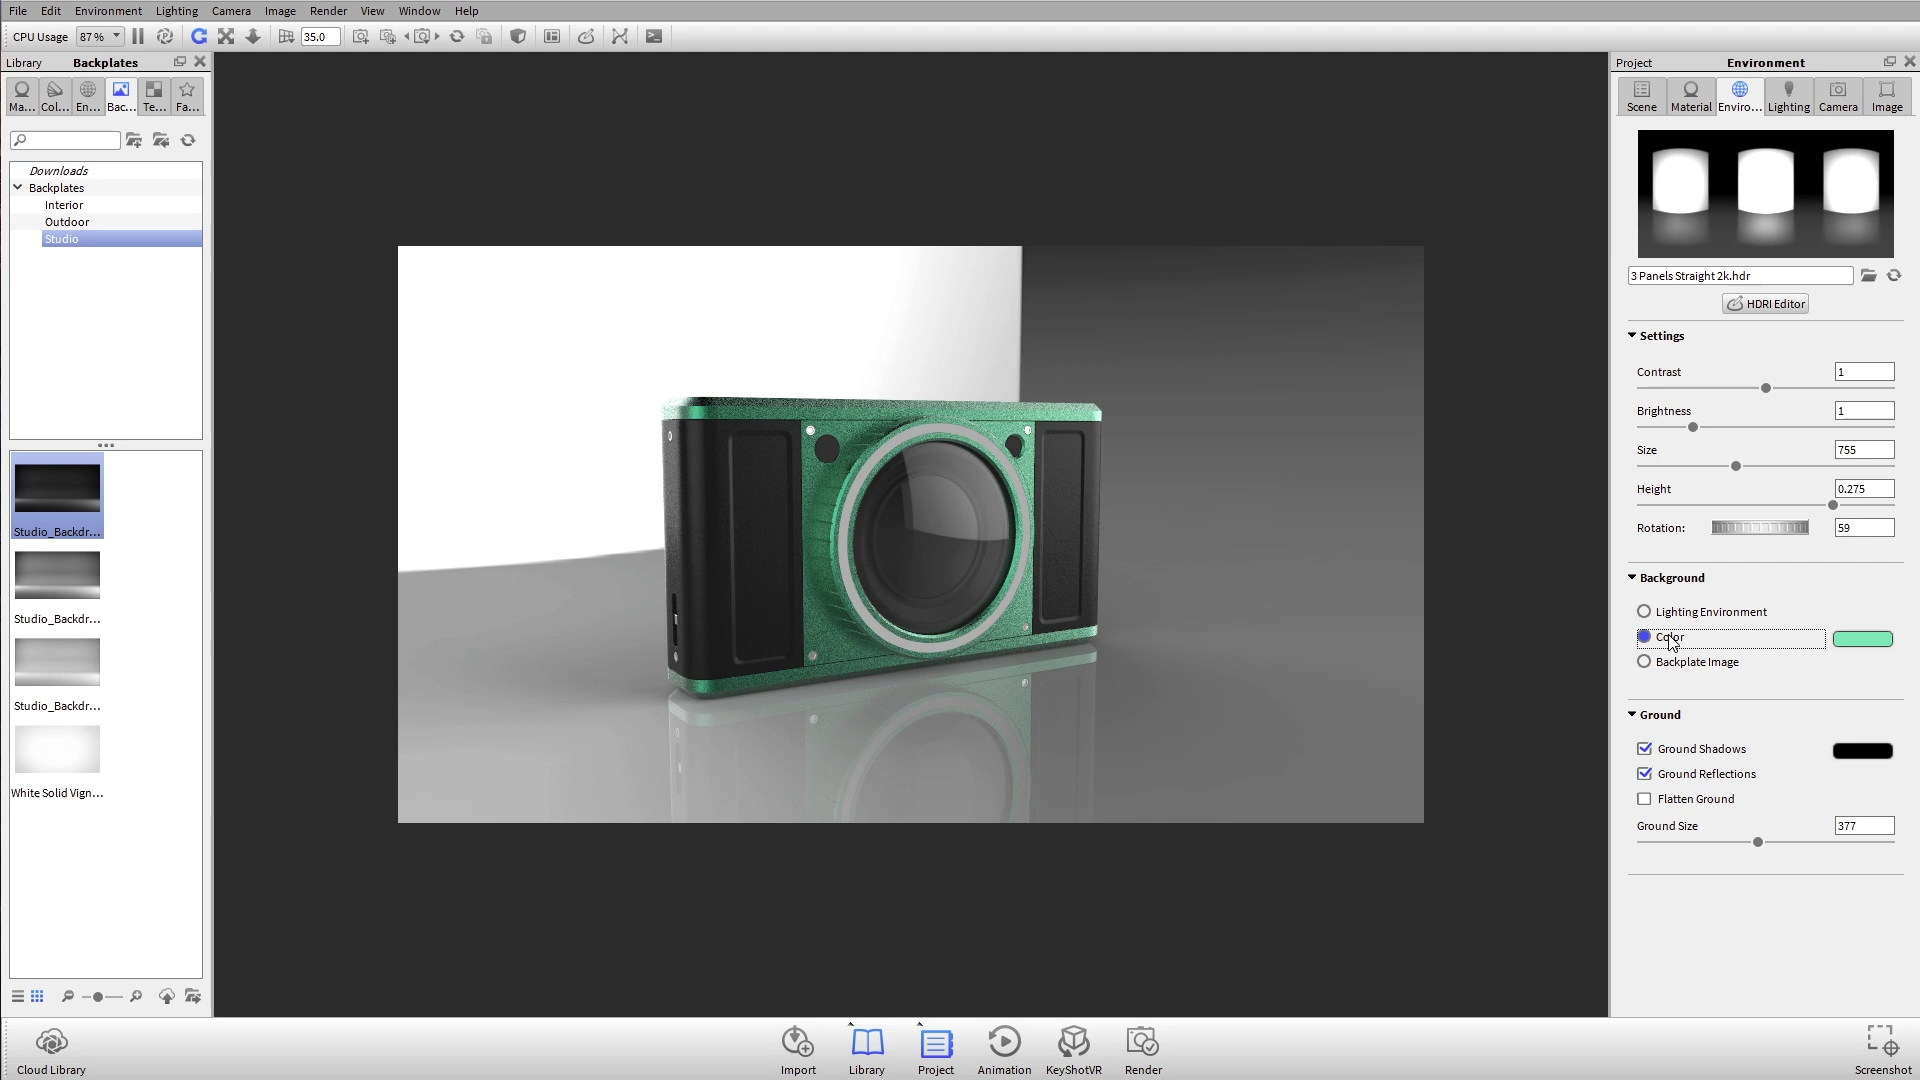 File Edit Environment Lighting Camera Image Render View Window Help
CPU Usage 87 % 35.0
Library Backplates
Ma... Col... En... Bac... Te... Fa...
Downloads
Backplates
Interior
Outdoor
Studio
Studio_Backdr...
Studio_Backdr...
Studio_Backdr...
White Solid Vign...
Project Environment
Scene Material Enviro... Lighting Camera Image
3 Panels Straight 2k.hdr
HDRI Editor
Settings
Contrast 1
Brightness 1
Size 755
Height 0.275
Rotation: 59
Background
Lighting Environment
Color
Backplate Image
Ground
Ground Shadows
Ground Reflections
Flatten Ground
Ground Size 377
Cloud Library Import Library Project Animation KeyShotVR Render Screenshot